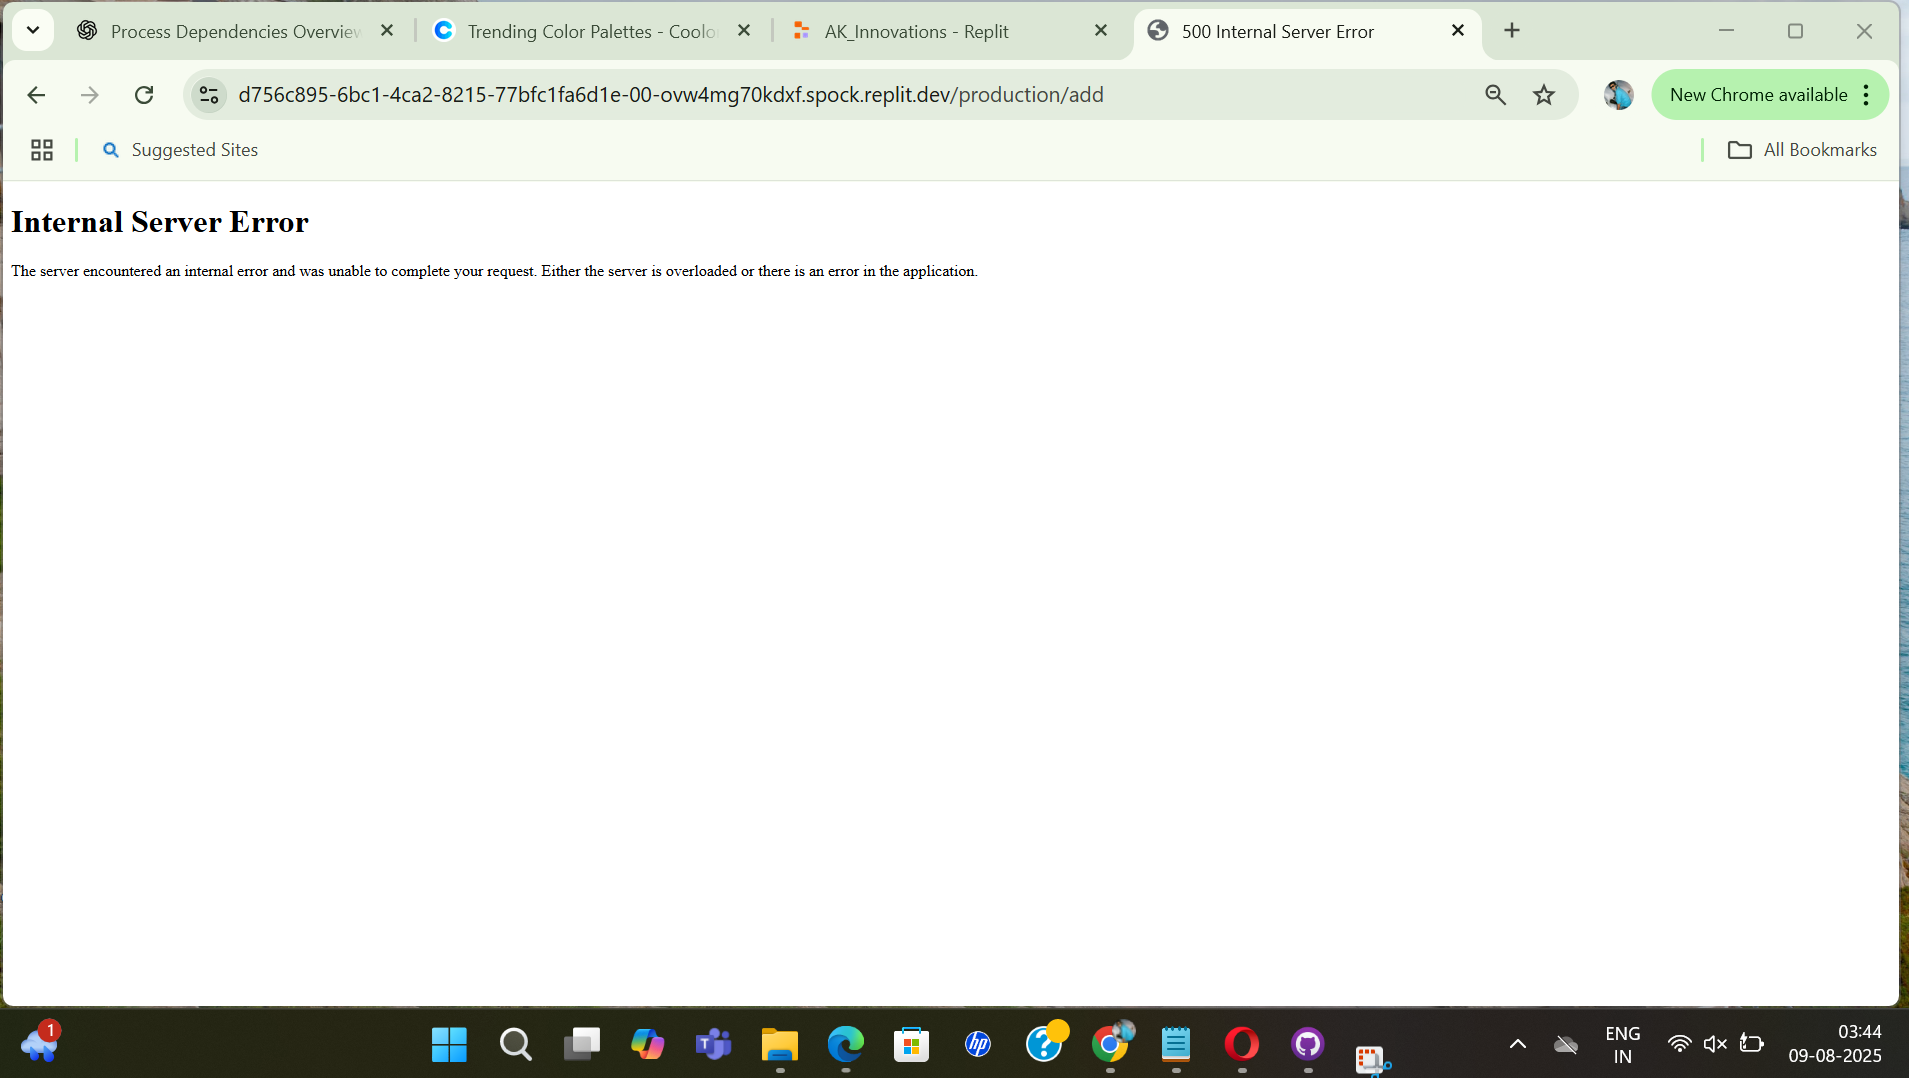 Process Dependencies Overview
Trending Color Palettes - Coolor
AK_Innovations - Replit
500 Internal Server Error
d756c895-6bc1-4ca2-8215-77bfc1fa6d1e-00-ovw4mg70kdxf.spock.replit.dev/production/add
New Chrome available
Suggested Sites
All Bookmarks
Internal Server Error
The server encountered an internal error and was unable to complete your request. Either the server is overloaded or there is an error in the application.
1
T
hp
?
ENG
IN
03:44
09-08-2025